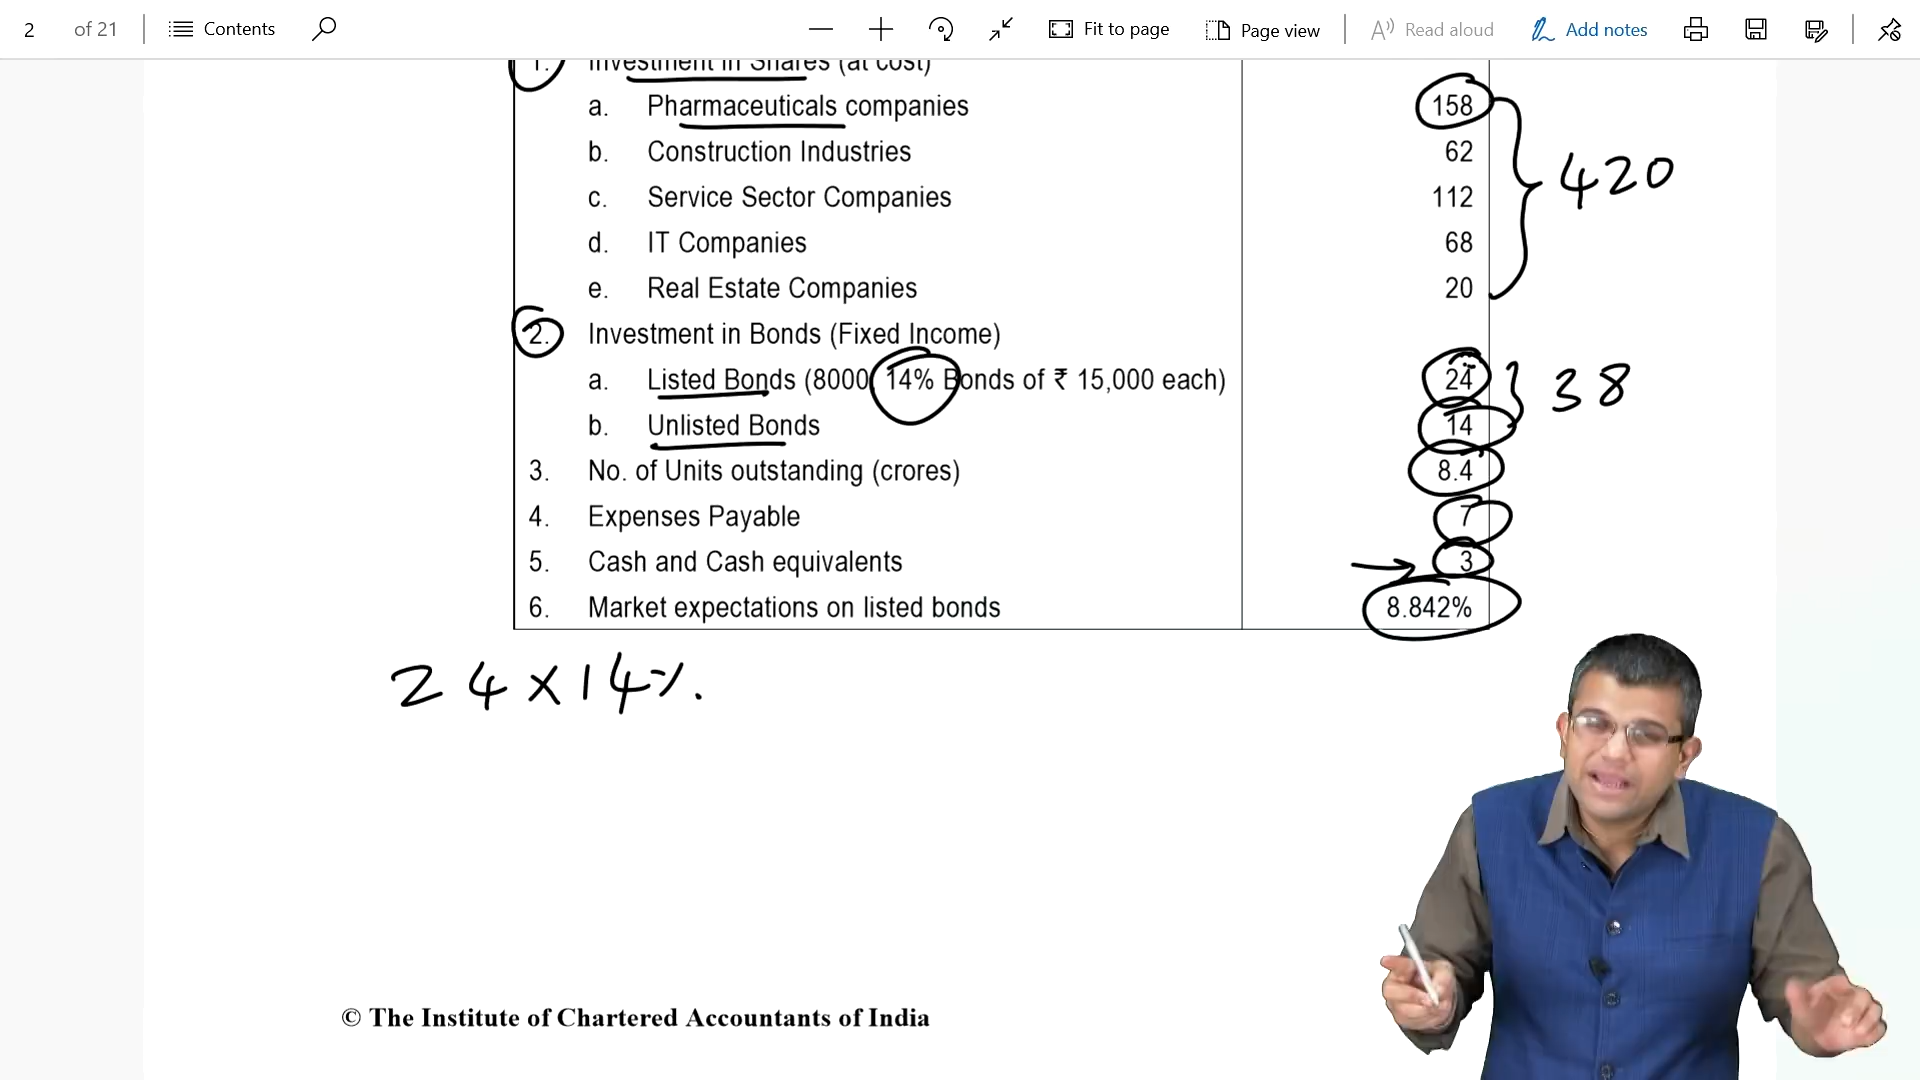 2 of 21 Contents Fit to page Page view Read aloud Add notes
1. Investment in Shares (at cost)
a. Pharmaceuticals companies 158
b. Construction Industries 62
c. Service Sector Companies 112
d. IT Companies 68
e. Real Estate Companies 20
420
2. Investment in Bonds (Fixed Income)
a. Listed Bonds (8000, 14% Bonds of ₹ 15,000 each) 24
b. Unlisted Bonds 14
38
3. No. of Units outstanding (crores) 8.4
4. Expenses Payable 7
5. Cash and Cash equivalents 3
6. Market expectations on listed bonds 8.842%
24 × 14%.
© The Institute of Chartered Accountants of India